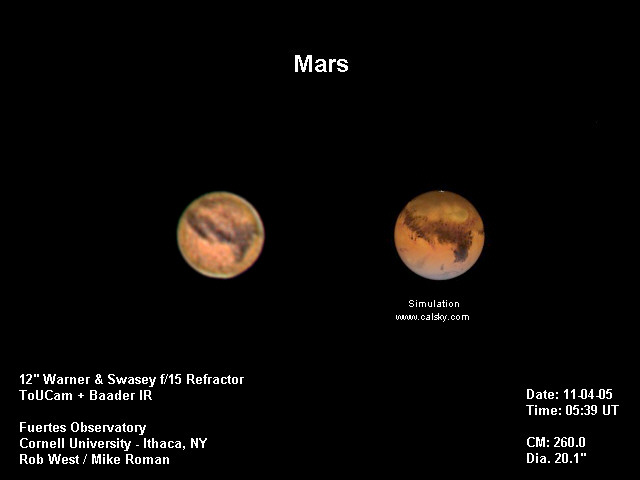 Mars
Simulation
www.calsky.com
12" Warner & Swasey f/15 Refractor
ToUCam + Baader IR
Fuertes Observatory
Cornell University - Ithaca, NY
Rob West / Mike Roman
Date: 11-04-05
Time: 05:39 UT
CM: 260.0
Dia. 20.1"